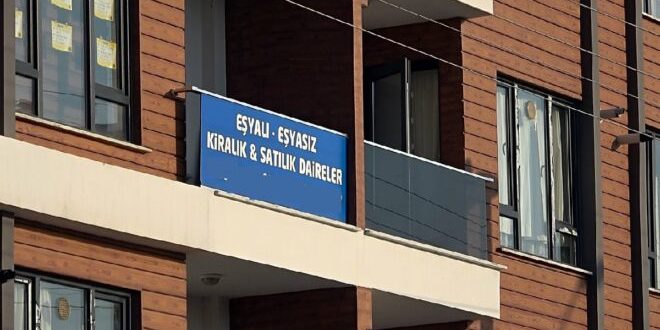 EŞYALI - EŞYASIZ
KİRALIK & SATILIK DAİRELER